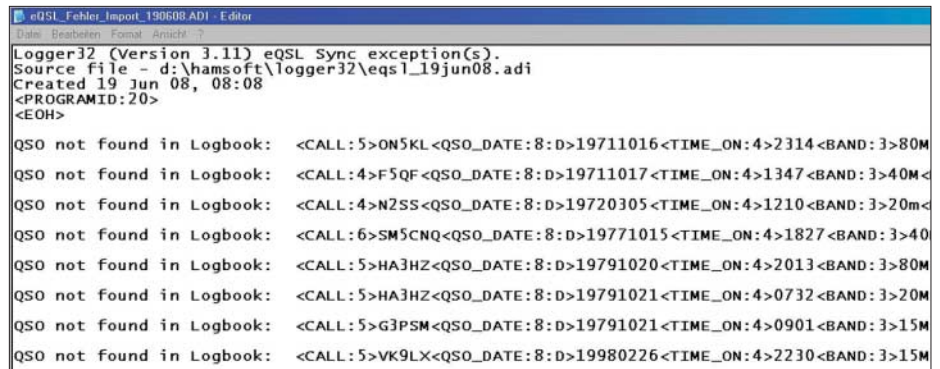 eQSL_Fehler_Import_190608.ADI - Editor
Datei Bearbeiten Format Ansicht ?
Logger32 (Version 3.11) eQSL Sync exception(s).
Source file - d:\hamsoft\logger32\eqsl_19jun08.adi
Created 19 Jun 08, 08:08
<PROGRAMID:20>
<EOH>
QSO not found in Logbook: <CALL:5>ON5KL<QSO_DATE:8:D>19711016<TIME_ON:4>2314<BAND:3>80M
QSO not found in Logbook: <CALL:4>F5QF<QSO_DATE:8:D>19711017<TIME_ON:4>1347<BAND:3>40M<
QSO not found in Logbook: <CALL:4>N2SS<QSO_DATE:8:D>19720305<TIME_ON:4>1210<BAND:3>20m<
QSO not found in Logbook: <CALL:6>SM5CNQ<QSO_DATE:8:D>19771015<TIME_ON:4>1827<BAND:3>40
QSO not found in Logbook: <CALL:5>HA3HZ<QSO_DATE:8:D>19791020<TIME_ON:4>2013<BAND:3>80M
QSO not found in Logbook: <CALL:5>HA3HZ<QSO_DATE:8:D>19791021<TIME_ON:4>0732<BAND:3>20M
QSO not found in Logbook: <CALL:5>G3PSM<QSO_DATE:8:D>19791021<TIME_ON:4>0901<BAND:3>15M
QSO not found in Logbook: <CALL:5>VK9LX<QSO_DATE:8:D>19980226<TIME_ON:4>2230<BAND:3>15M